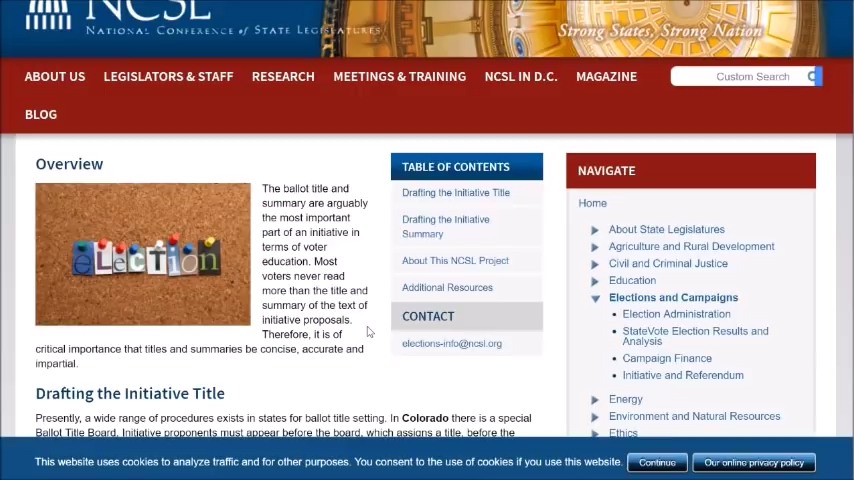 NCSL
NATIONAL CONFERENCE of STATE LEGISLATURES
Strong States, Strong Nation
ABOUT US LEGISLATORS & STAFF RESEARCH MEETINGS & TRAINING NCSL IN D.C. MAGAZINE
Custom Search
BLOG
Overview
eLecTion
The ballot title and
summary are arguably
the most important
part of an initiative in
terms of voter
education. Most
voters never read
more than the title and
summary of the text of
initiative proposals.
Therefore, it is of
critical importance that titles and summaries be concise, accurate and
impartial.
Drafting the Initiative Title
Presently, a wide range of procedures exists in states for ballot title setting. In Colorado there is a special
Ballot Title Board. Initiative proponents must appear before the board, which assigns a title, before the
TABLE OF CONTENTS
Drafting the Initiative Title
Drafting the Initiative
Summary
About This NCSL Project
Additional Resources
CONTACT
elections-info@ncsl.org
NAVIGATE
Home
About State Legislatures
Agriculture and Rural Development
Civil and Criminal Justice
Education
Elections and Campaigns
Election Administration
StateVote Election Results and
Analysis
Campaign Finance
Initiative and Referendum
Energy
Environment and Natural Resources
Ethics
This website uses cookies to analyze traffic and for other purposes. You consent to the use of cookies if you use this website.
Continue
Our online privacy policy